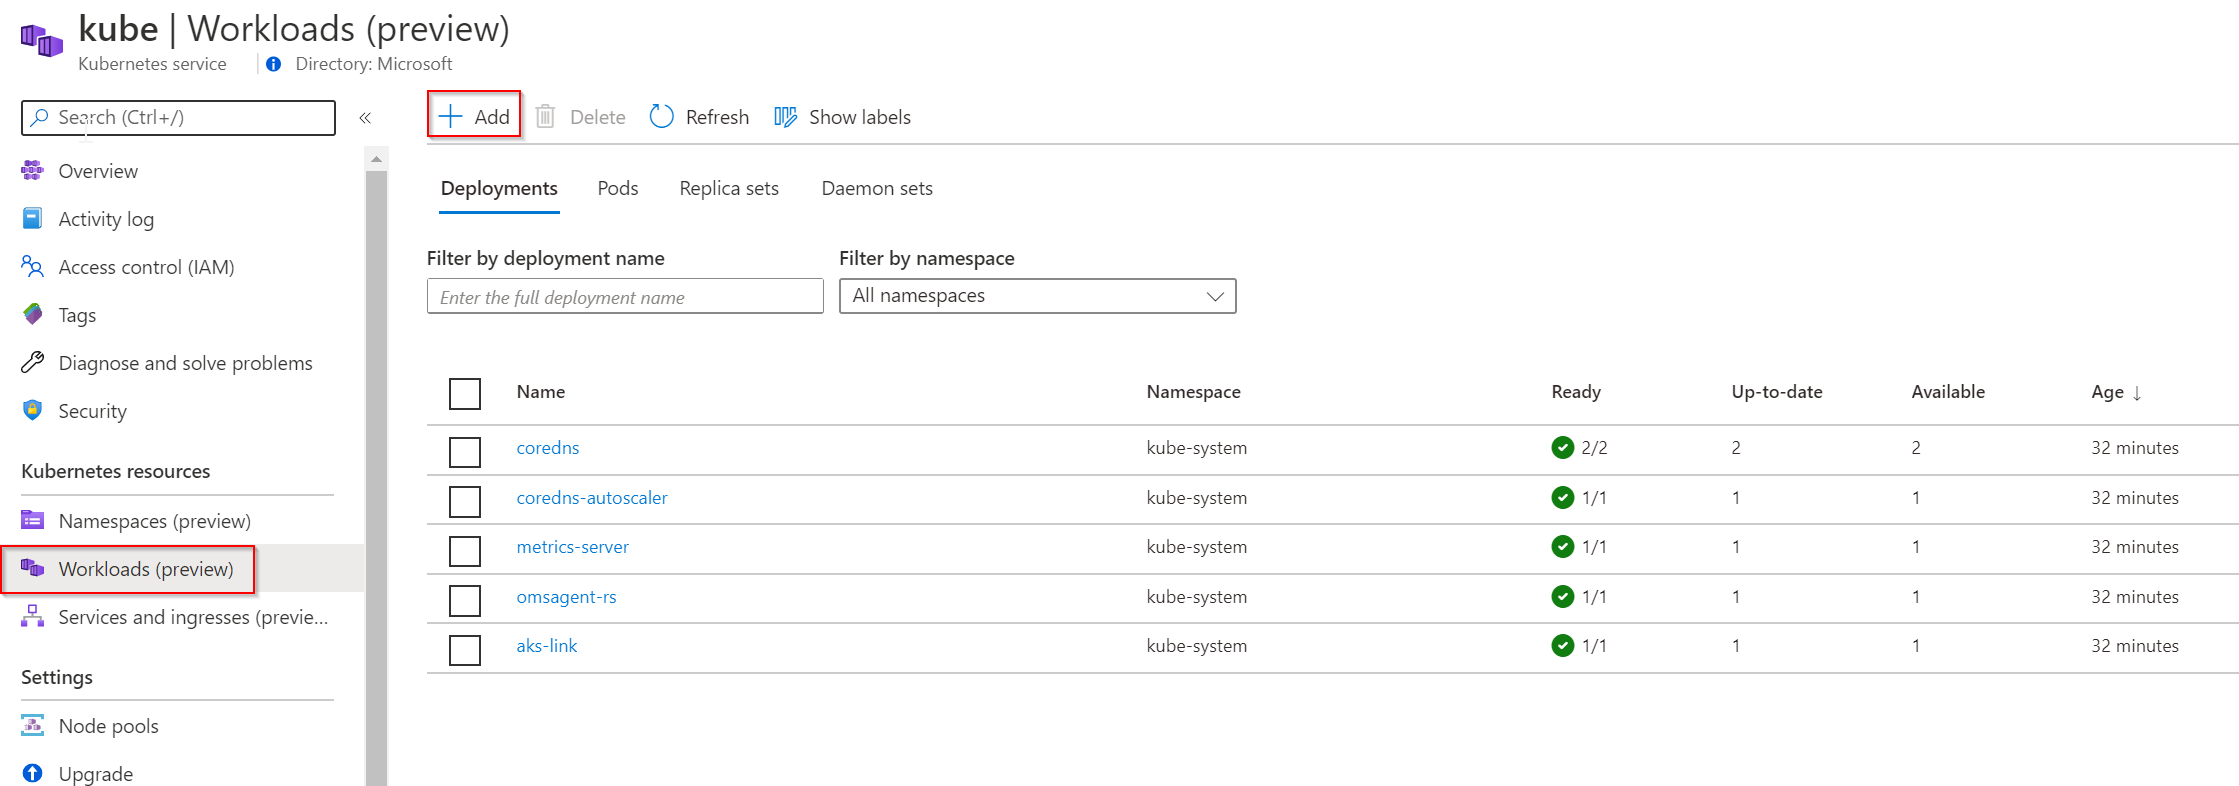 kube | Workloads (preview)
Kubernetes service
Directory: Microsoft
Search (Ctrl+/)
«
Overview
Activity log
Access control (IAM)
Tags
Diagnose and solve problems
Security
Kubernetes resources
Namespaces (preview)
Workloads (preview)
Services and ingresses (previe...
Settings
Node pools
Upgrade
Add Delete Refresh Show labels
Deployments Pods Replica sets Daemon sets
Filter by deployment name Filter by namespace
Enter the full deployment name All namespaces
Name Namespace Ready Up-to-date Available Age ↓
coredns kube-system 2/2 2 2 32 minutes
coredns-autoscaler kube-system 1/1 1 1 32 minutes
metrics-server kube-system 1/1 1 1 32 minutes
omsagent-rs kube-system 1/1 1 1 32 minutes
aks-link kube-system 1/1 1 1 32 minutes